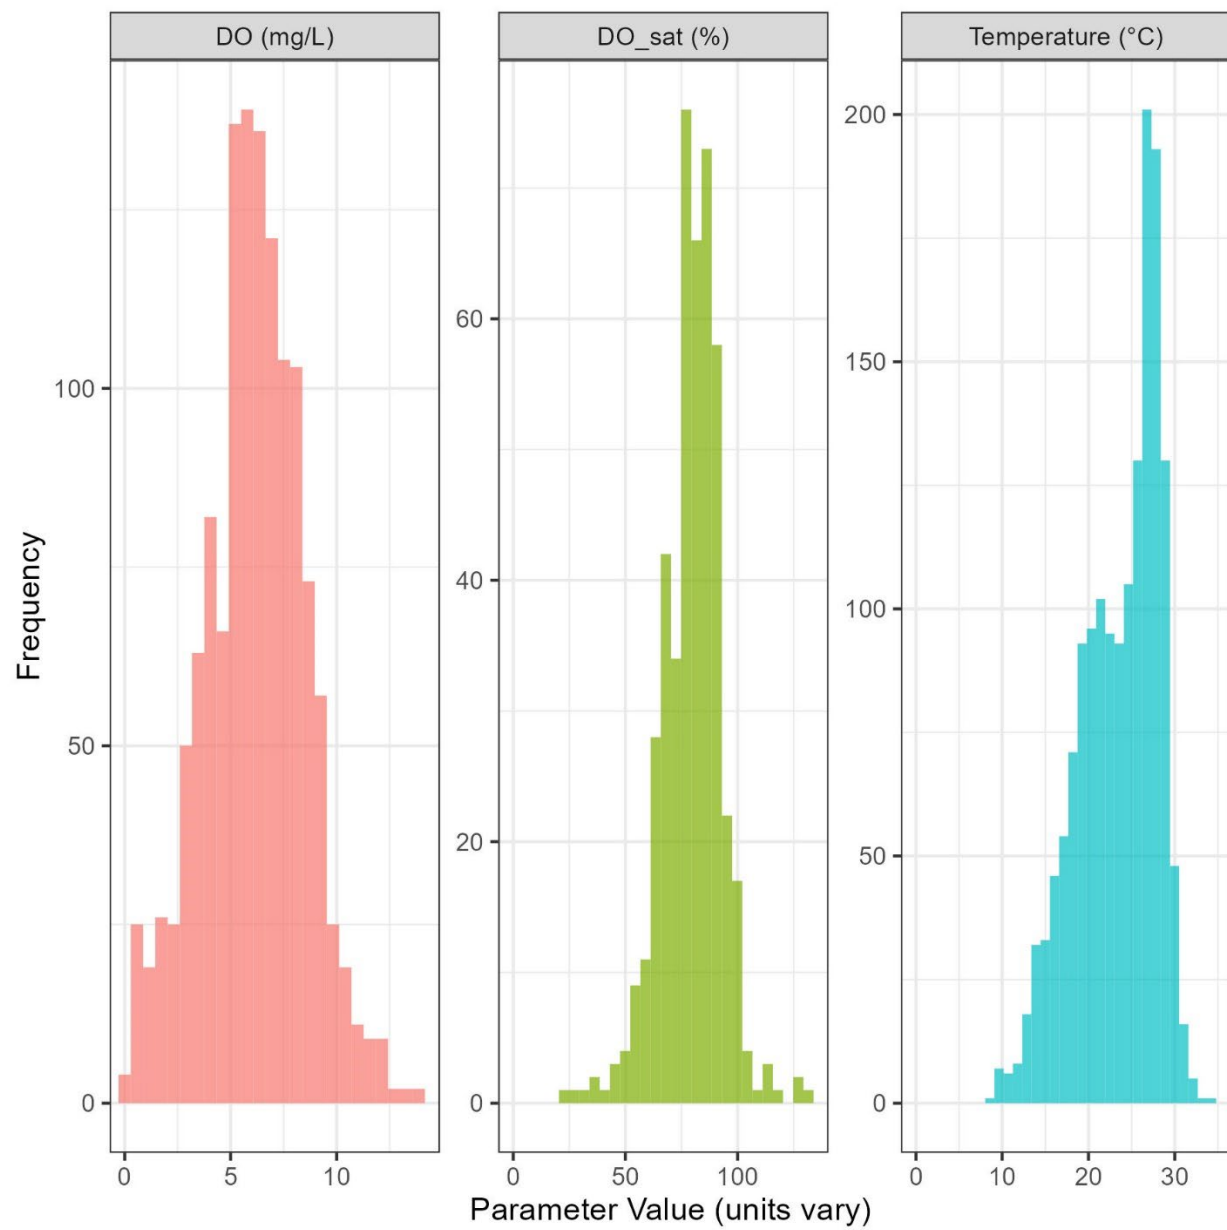 DO (mg/L)
DO_sat (%)
Temperature (°C)
Frequency
0
50
100
0
20
40
60
0
50
100
150
200
0 5 10
0 50 100
0 10 20 30
Parameter Value (units vary)